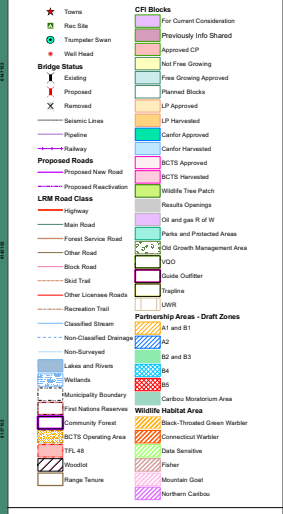 Towns
Rec Site
Trumpeter Swan
Well Head
Bridge Status
Existing
Proposed
Removed
Seismic Lines
Pipeline
Railway
Proposed Roads
Proposed New Road
Proposed Reactivation
LRM Road Class
Highway
Main Road
Forest Service Road
Other Road
Block Road
Skid Trail
Other Licensee Roads
Recreation Trail
Classified Stream
Non-Classified Drainage
Non-Surveyed
Lakes and Rivers
Wetlands
Municipality Boundary
First Nations Reserves
Community Forest
BCTS Operating Area
TFL 48
Woodlot
Range Tenure
CFI Blocks
For Current Consideration
Previously Info Shared
Approved CP
Not Free Growing
Free Growing Approved
Planned Blocks
LP Approved
LP Harvested
Canfor Approved
Canfor Harvested
BCTS Approved
BCTS Harvested
Wildlife Tree Patch
Results Openings
Oil and gas R of W
Parks and Protected Areas
Old Growth Management Area
VQO
Guide Outfitter
Trapline
UWR
Partnership Areas - Draft Zones
A1 and B1
A2
B2 and B3
B4
B5
Caribou Moratorium Area
Wildlife Habitat Area
Black-Throated Green Warbler
Connecticut Warbler
Data Sensitive
Fisher
Mountain Goat
Northern Caribou